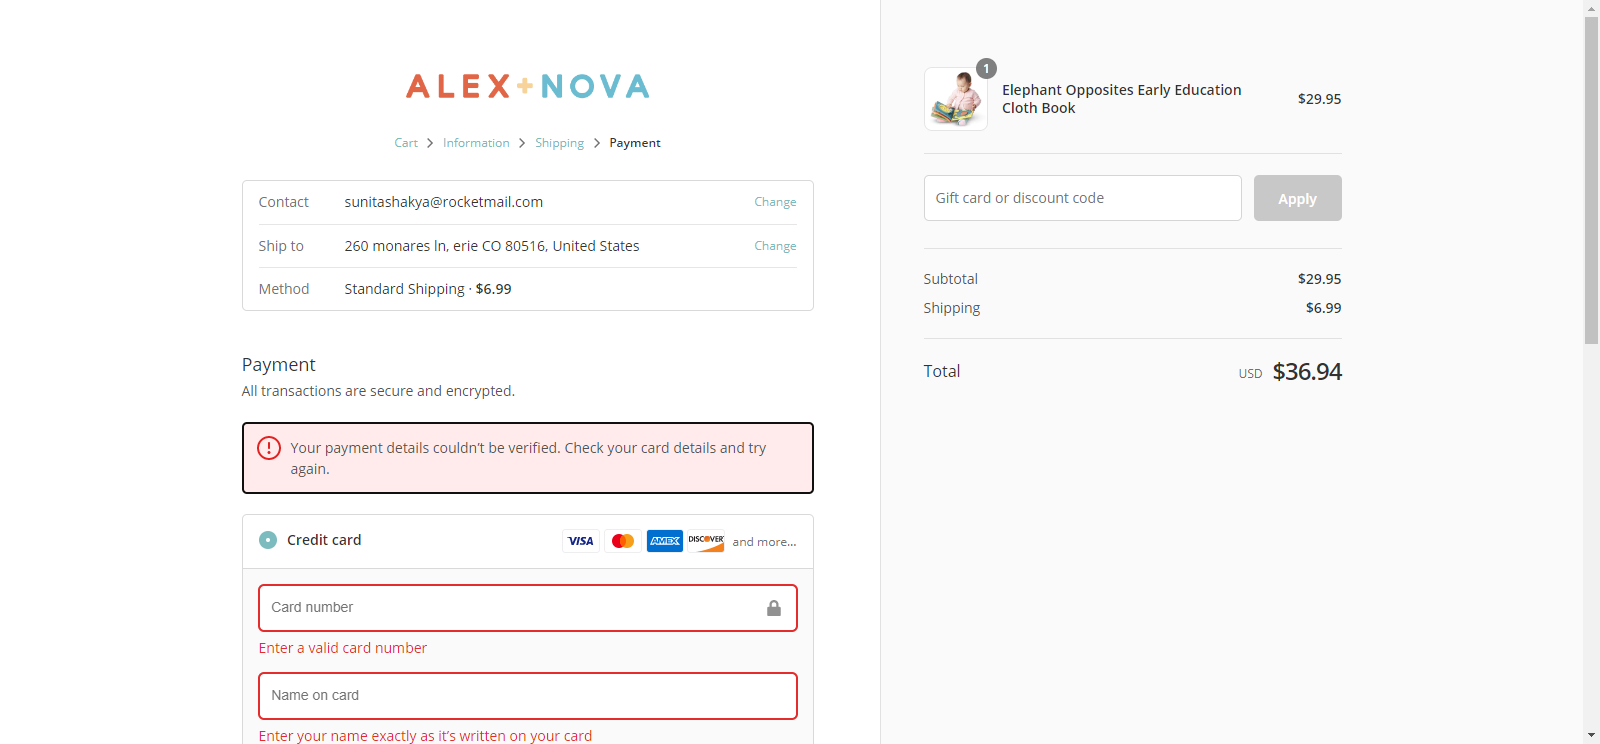 ALEX+NOVA
Cart > Information > Shipping > Payment
Contact sunitashakya@rocketmail.com Change
Ship to 260 monares ln, erie CO 80516, United States Change
Method Standard Shipping · $6.99
Payment
All transactions are secure and encrypted.
Your payment details couldn’t be verified. Check your card details and try
again.
Credit card VISA AMEX DISCOVER and more...
Card number
Enter a valid card number
Name on card
Enter your name exactly as it’s written on your card
1
Elephant Opposites Early Education
Cloth Book
$29.95
Gift card or discount code Apply
Subtotal $29.95
Shipping $6.99
Total USD $36.94